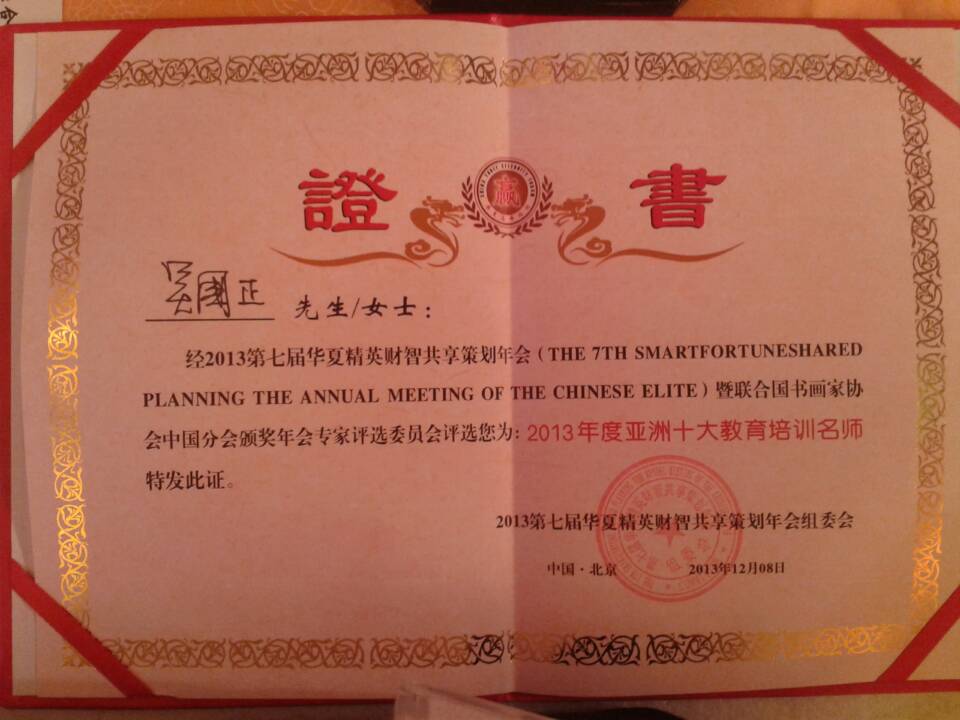 證 赢 書
吴國正 先生/女士：
经2013第七届华夏精英财智共享策划年会（THE 7TH SMARTFORTUNESHARED
PLANNING THE ANNUAL MEETING OF THE CHINESE ELITE）暨联合国书画家协
会中国分会颁奖年会专家评选委员会评选您为：2013年度亚洲十大教育培训名师
特发此证。
2013第七届华夏精英财智共享策划年会组委会
中国·北京 2013年12月08日